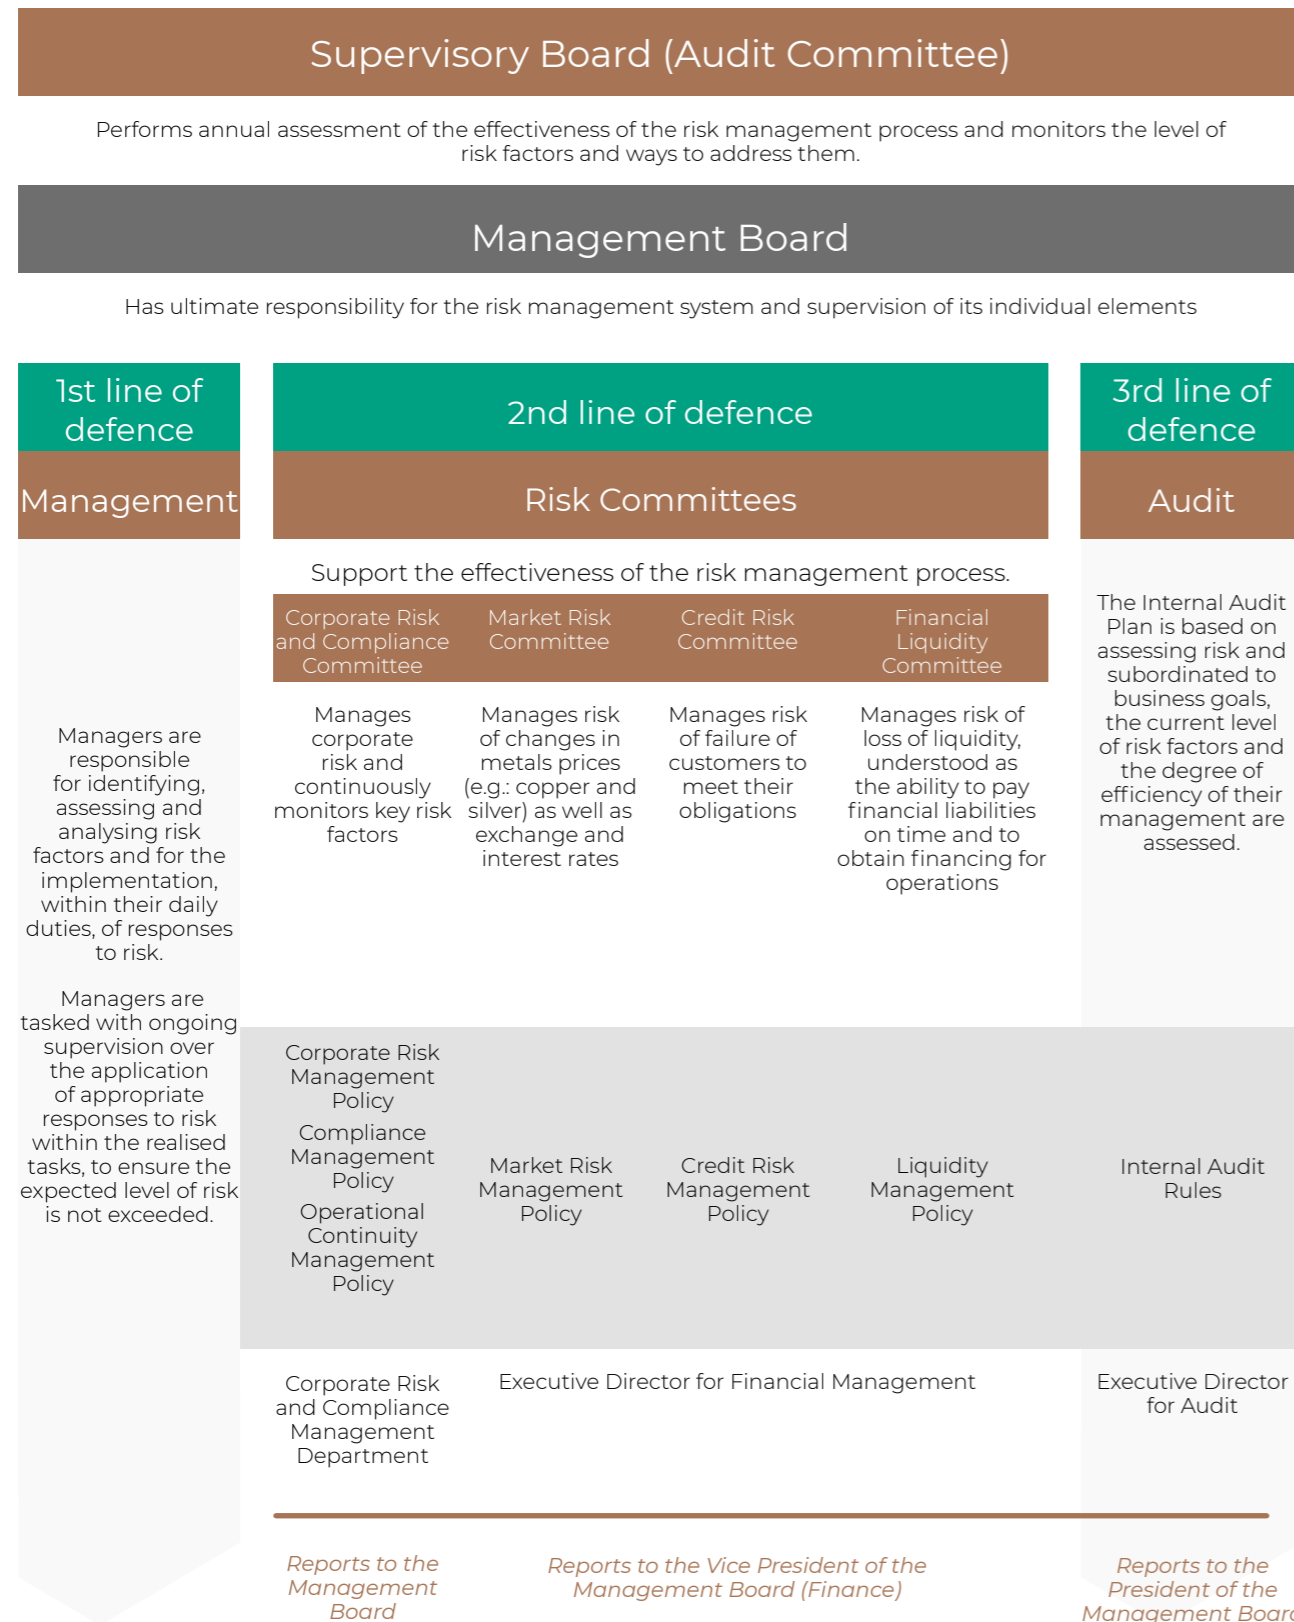 Supervisory Board (Audit Committee)
Performs annual assessment of the effectiveness of the risk management process and monitors the level of
risk factors and ways to address them.
Management Board
Has ultimate responsibility for the risk management system and supervision of its individual elements
1st line of
defence
Management
Managers are
responsible
for identifying,
assessing and
analysing risk
factors and for the
implementation,
within their daily
duties, of responses
to risk.
Managers are
tasked with ongoing
supervision over
the application
of appropriate
responses to risk
within the realised
tasks, to ensure the
expected level of risk
is not exceeded.
2nd line of defence
Risk Committees
Support the effectiveness of the risk management process.
Corporate Risk
and Compliance
Committee
Manages
corporate
risk and
continuously
monitors key risk
factors
Market Risk
Committee
Manages risk
of changes in
metals prices
(e.g.: copper and
silver) as well as
exchange and
interest rates
Credit Risk
Committee
Manages risk
of failure of
customers to
meet their
obligations
Financial
Liquidity
Committee
Manages risk of
loss of liquidity,
understood as
the ability to pay
financial liabilities
on time and to
obtain financing for
operations
3rd line of
defence
Audit
The Internal Audit
Plan is based on
assessing risk and
subordinated to
business goals,
the current level
of risk factors and
the degree of
efficiency of their
management are
assessed.
Corporate Risk
Management
Policy
Compliance
Management
Policy
Operational
Continuity
Management
Policy
Market Risk
Management
Policy
Credit Risk
Management
Policy
Liquidity
Management
Policy
Internal Audit
Rules
Corporate Risk
and Compliance
Management
Department
Executive Director for Financial Management
Executive Director
for Audit
Reports to the
Management
Board
Reports to the Vice President of the
Management Board (Finance)
Reports to the
President of the
Management Board